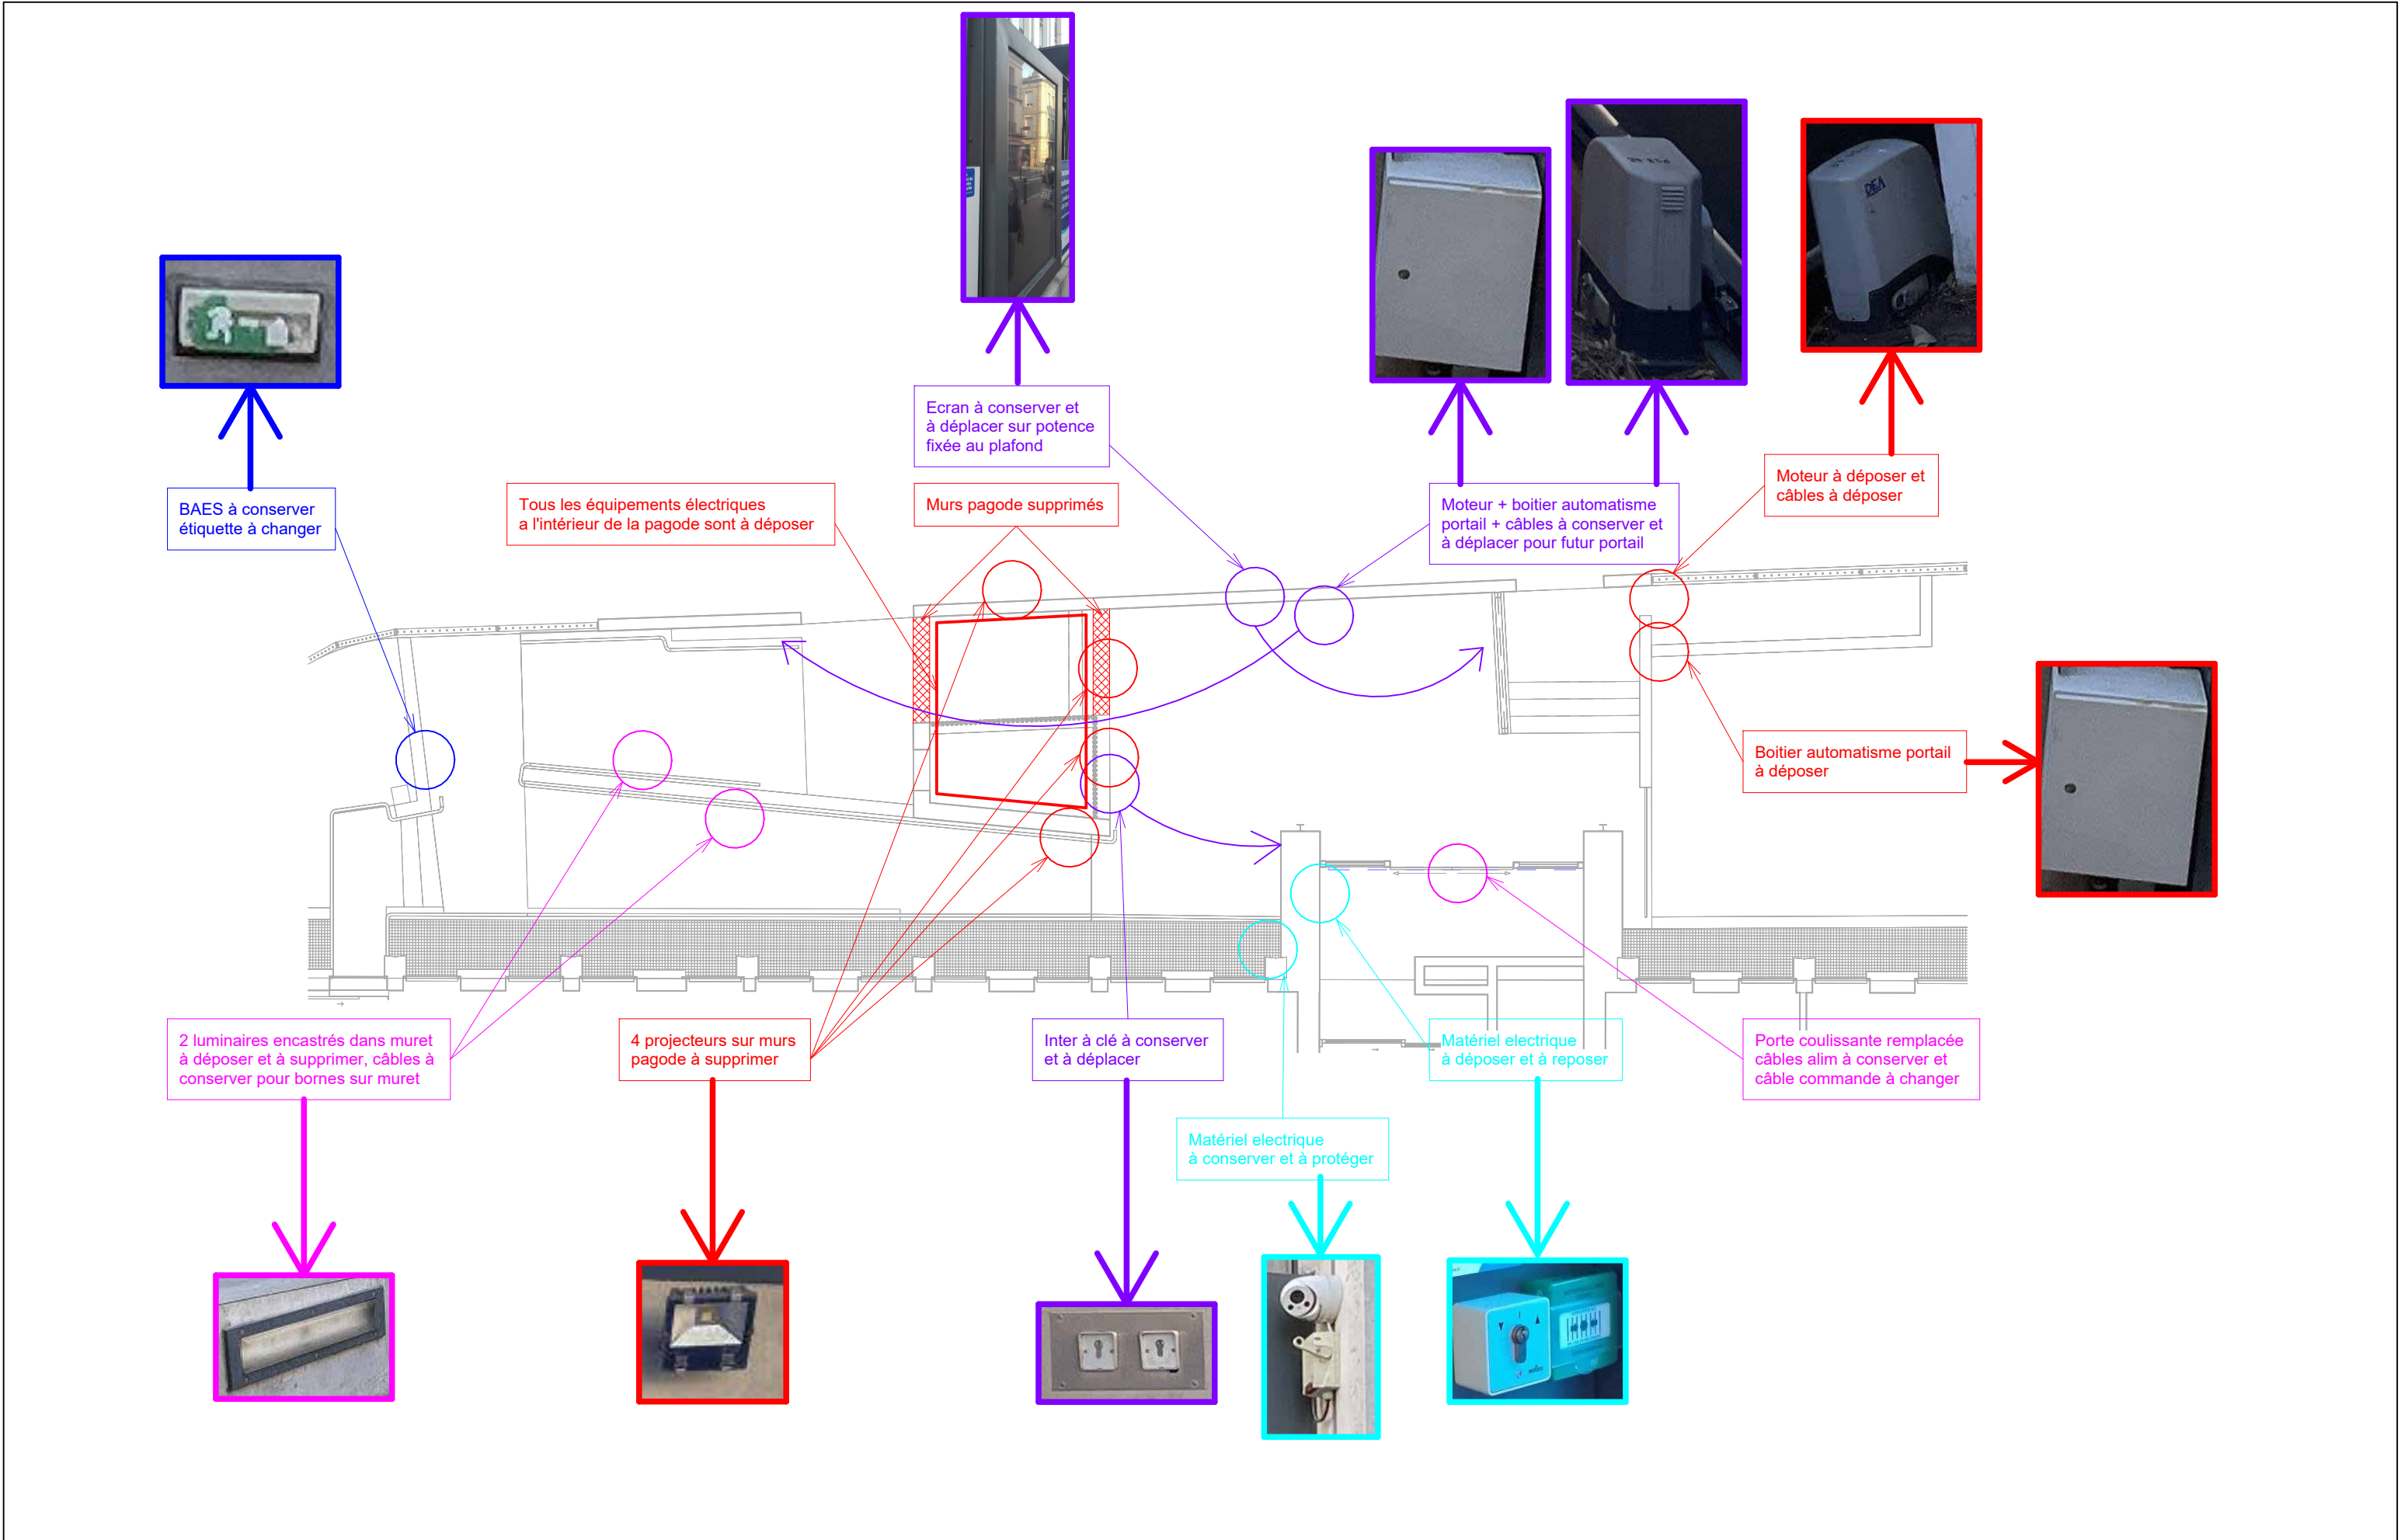 Ecran à conserver et
à déplacer sur potence
fixée au plafond
DEA
Moteur à déposer et
câbles à déposer
BAES à conserver
étiquette à changer
Tous les équipements électriques
a l'intérieur de la pagode sont à déposer
Murs pagode supprimés
Moteur + boitier automatisme
portail + câbles à conserver et
à déplacer pour futur portail
Boitier automatisme portail
à déposer
2 luminaires encastrés dans muret
à déposer et à supprimer, câbles à
conserver pour bornes sur muret
4 projecteurs sur murs
pagode à supprimer
Inter à clé à conserver
et à déplacer
Matériel electrique
à déposer et à reposer
Porte coulissante remplacée
câbles alim à conserver et
câble commande à changer
Matériel electrique
à conserver et à protéger